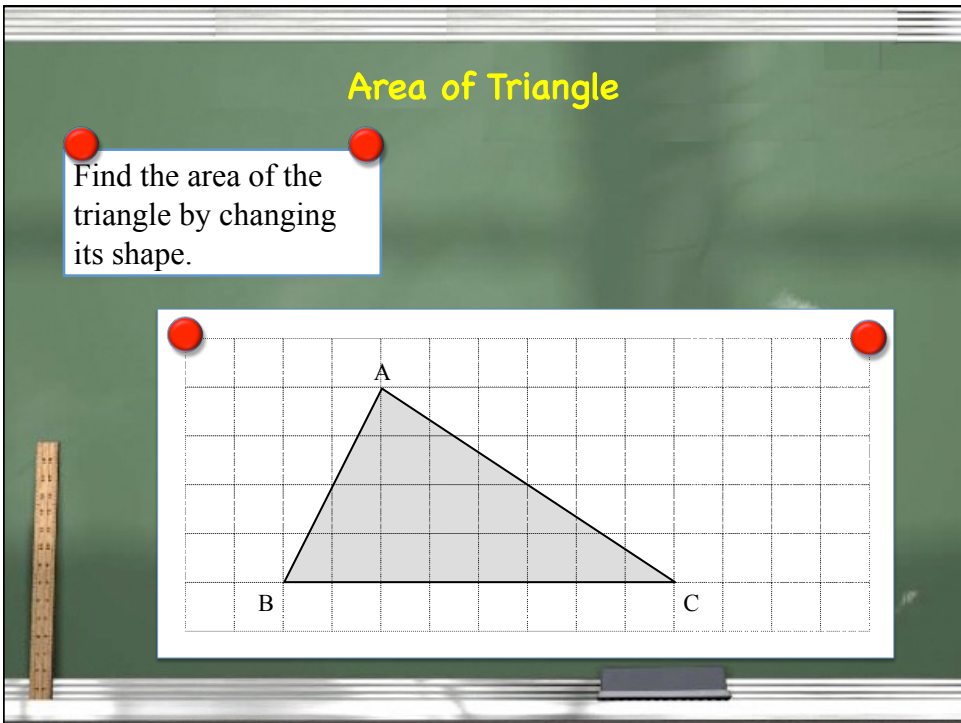 Area of Triangle
Find the area of the
triangle by changing
its shape.
A
B
C